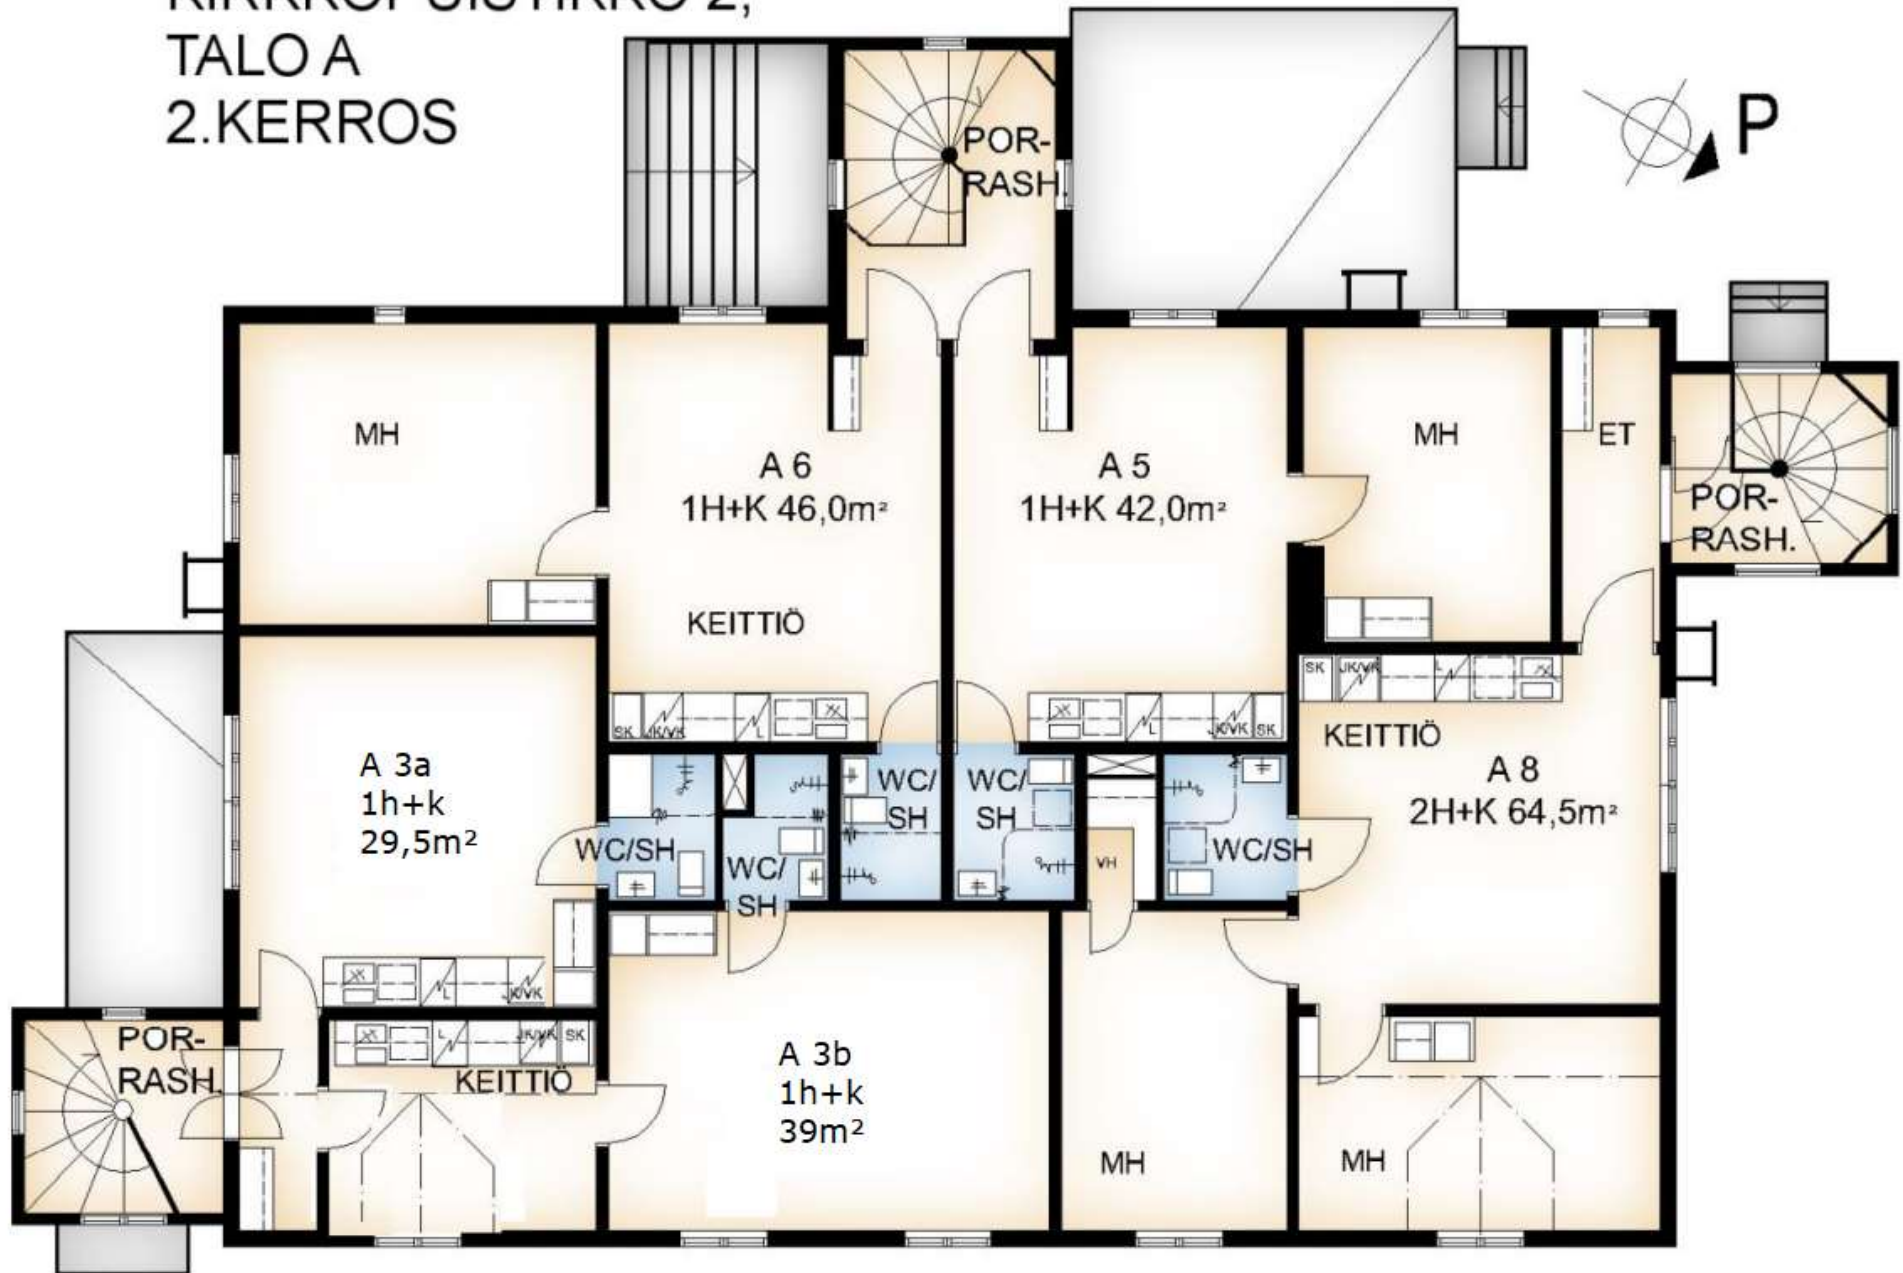 TALO A
2.KERROS
POR-
RASH.
P
MH
A 6
1H+K 46,0m²
KEITTIÖ
SK
JK/VK
L
A 5
1H+K 42,0m²
L
JK/VK
SK
MH
ET
POR-
RASH.
SK
JK/VK
L
KEITTIÖ
A 8
2H+K 64,5m²
A 3a
1h+k
29,5m²
L
JK/VK
WC/SH
WC/
SH
WC/
SH
WC/
SH
VH
WC/SH
POR-
RASH.
L
JK/VK
SK
KEITTIÖ
A 3b
1h+k
39m²
MH
MH